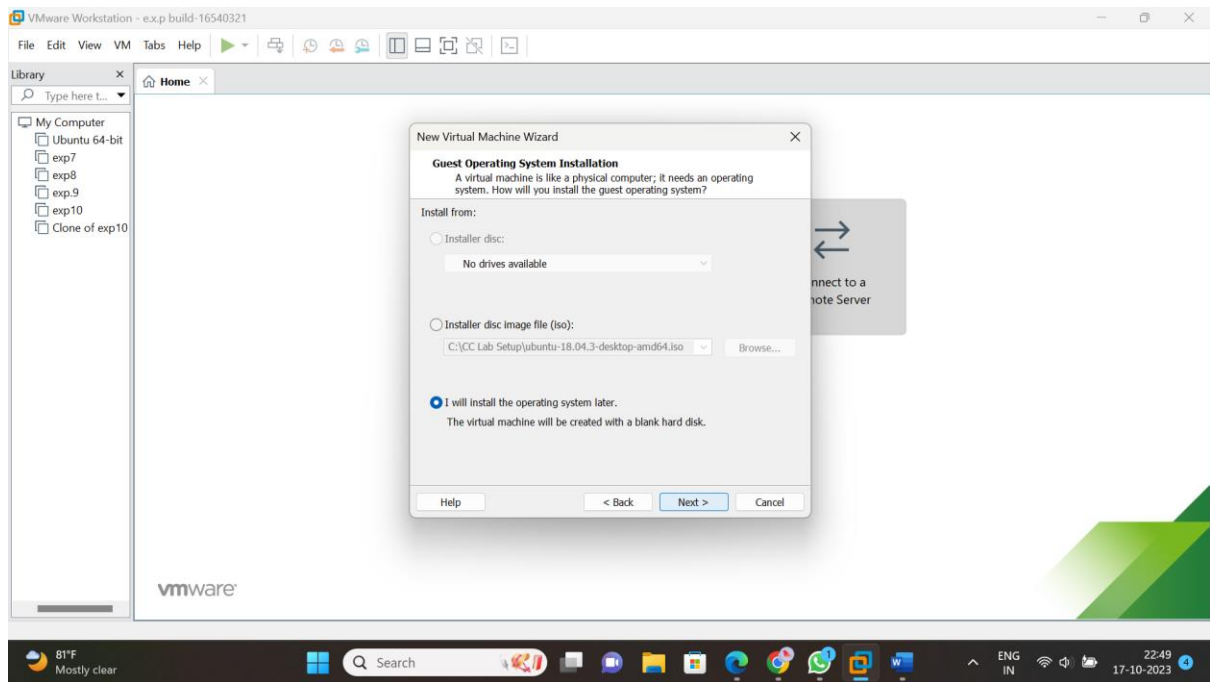 VMware Workstation - e.x.p build-16540321
File Edit View VM Tabs Help
Library
Home
Type here t...
My Computer
Ubuntu 64-bit
exp7
exp8
exp.9
exp10
Clone of exp10
New Virtual Machine Wizard
Guest Operating System Installation
A virtual machine is like a physical computer; it needs an operating
system. How will you install the guest operating system?
Install from:
Installer disc:
No drives available
Installer disc image file (iso):
C:\CC Lab Setup\ubuntu-18.04.3-desktop-amd64.iso Browse...
I will install the operating system later.
The virtual machine will be created with a blank hard disk.
Help < Back Next > Cancel
nnect to a
note Server
vmware
81°F
Mostly clear
Search
1
W
ENG
IN
22:49
17-10-2023
4